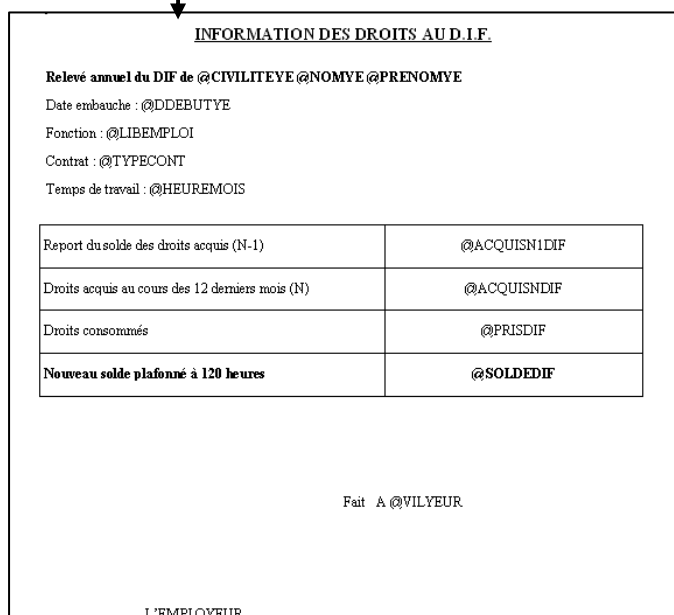 INFORMATION DES DROITS AU D.I.F.
Relevé annuel du DIF de @CIVILITEYE @NOMYE @PRENOMYE
Date embauche : @DDEBUTYE
Fonction : @LIBEMPLOI
Contrat : @TYPECONT
Temps de travail : @HEUREMOIS
Report du solde des droits acquis (N-1) @ACQUISN1DIF
Droits acquis au cours des 12 derniers mois (N) @ACQUISNDIF
Droits consommés @PRISDIF
Nouveau solde plafonné à 120 heures @SOLDEDIF
Fait A @VILYEUR
L'EMPLOYEUR